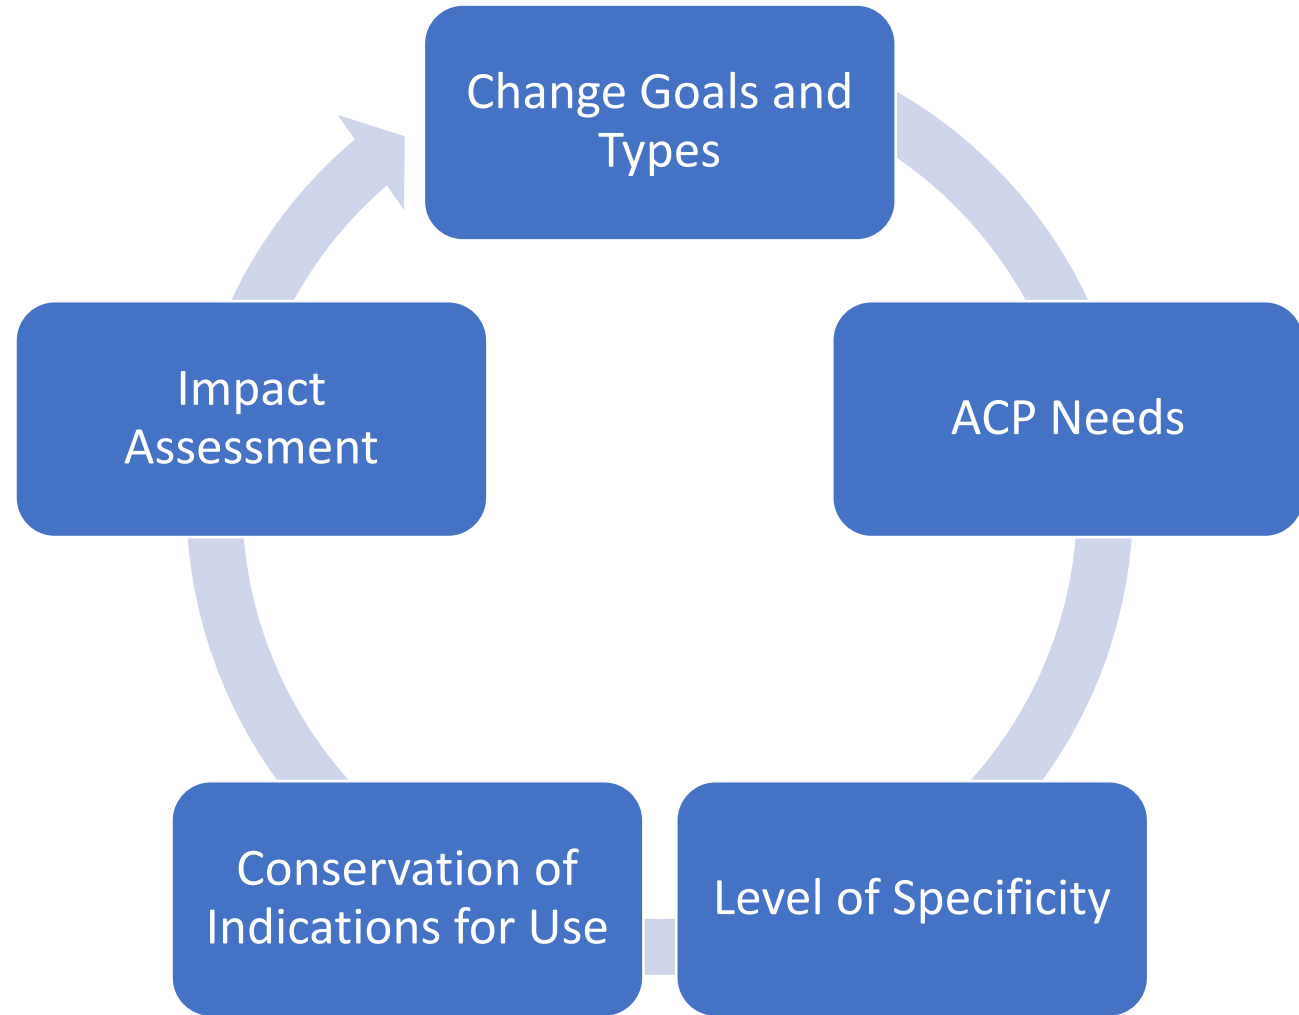 Change Goals and
Types
ACP Needs
Level of Specificity
Conservation of
Indications for Use
Impact
Assessment